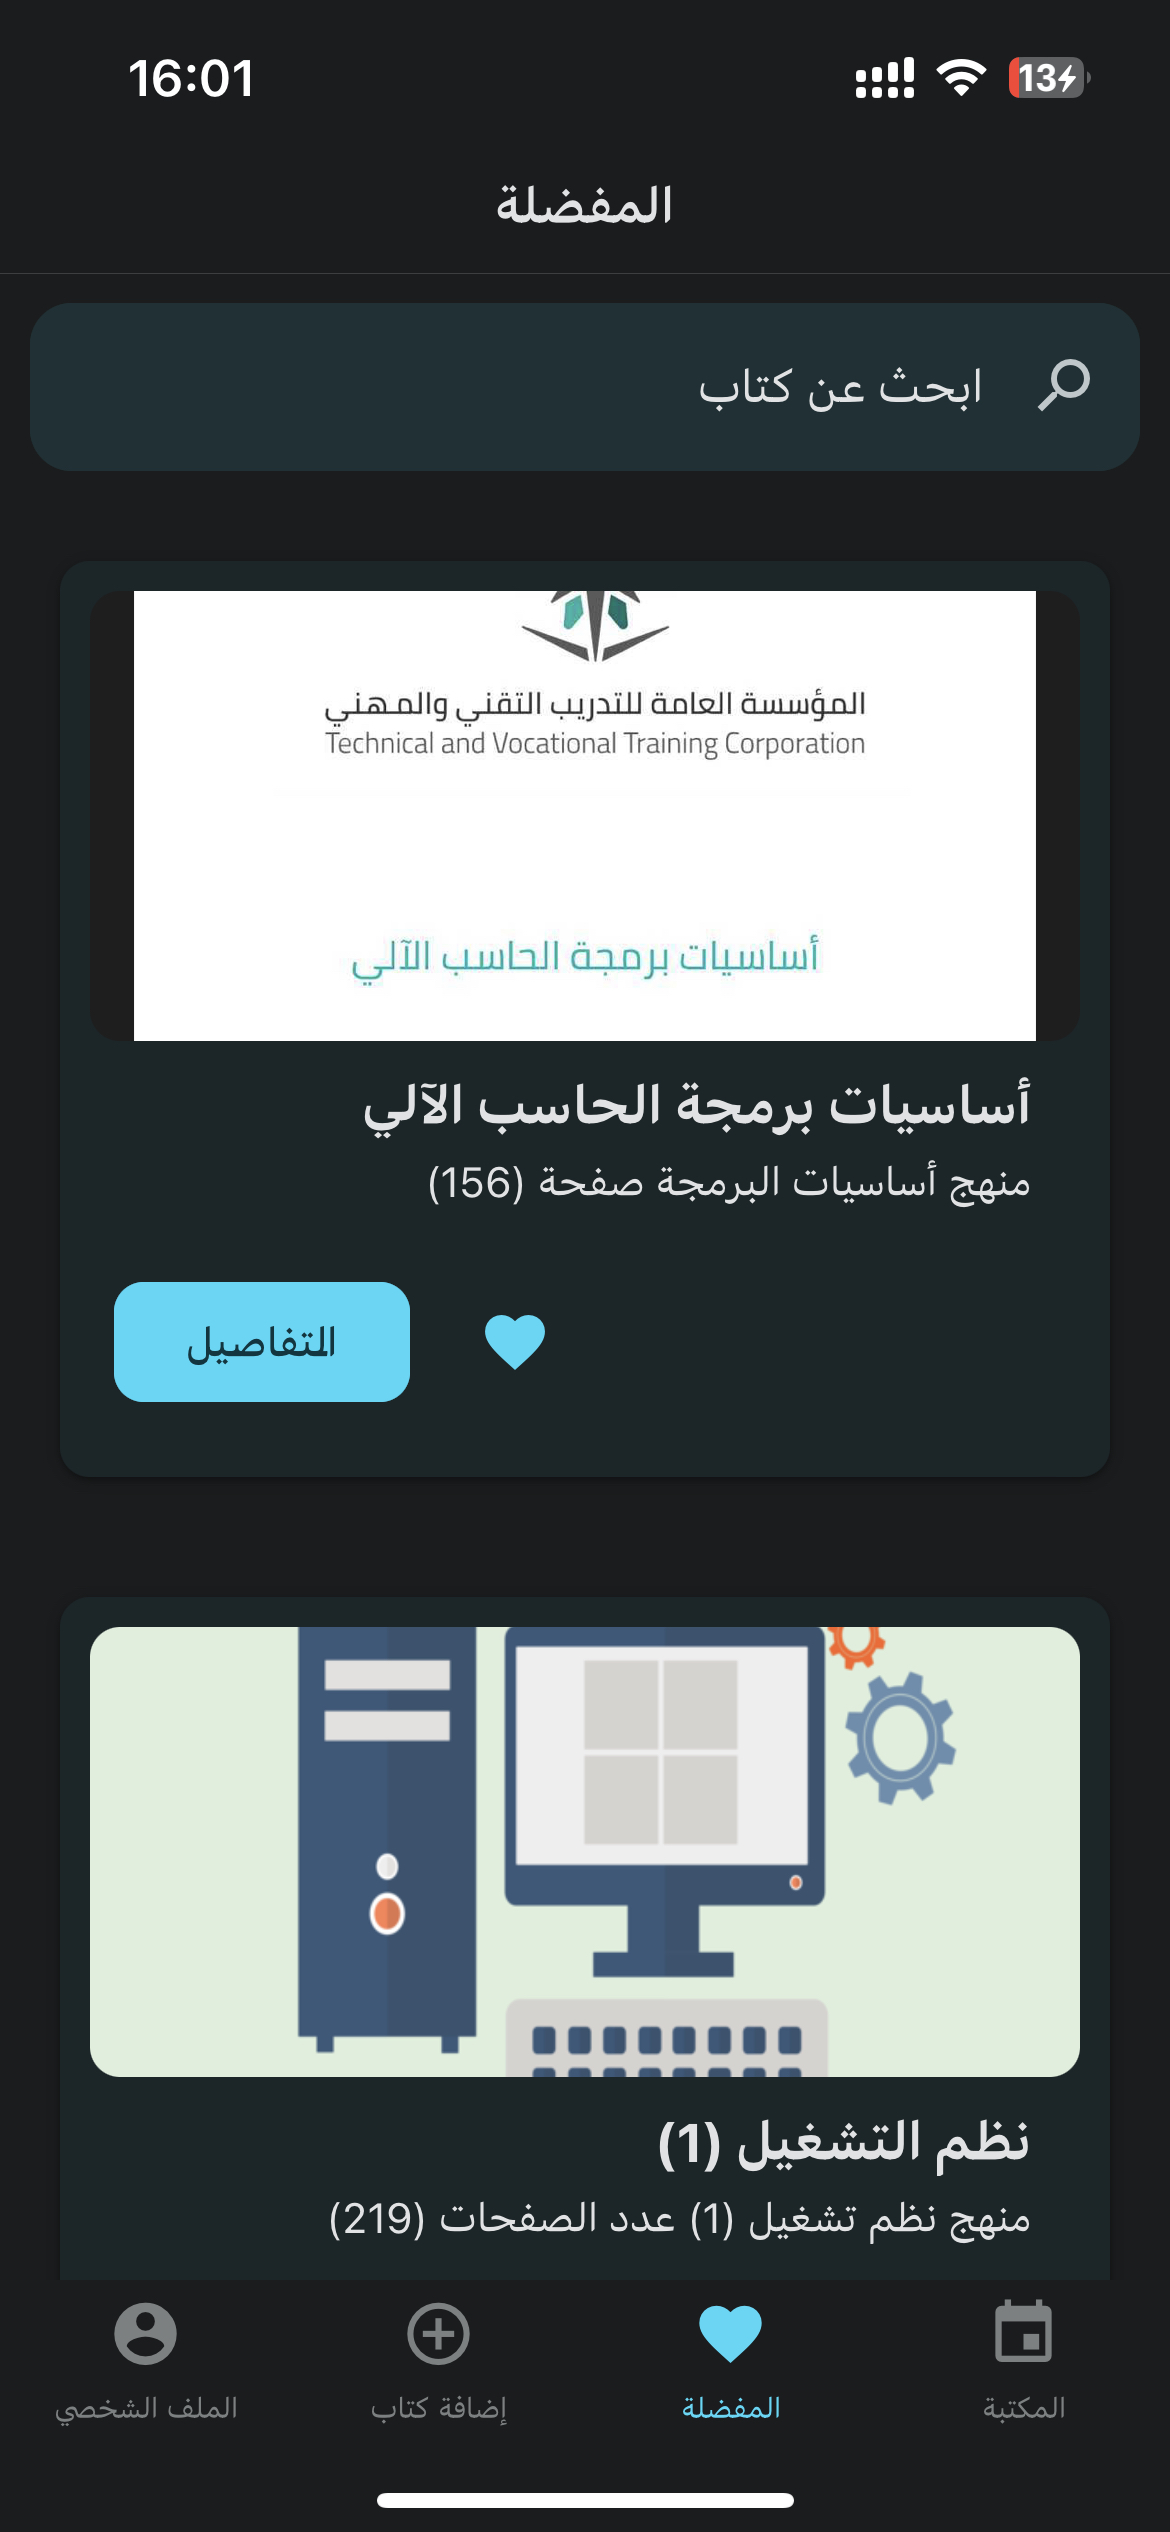 16:01
13
المفضلة
ابحث عن كتاب
المؤسسة العامة للتدريب التقني والمهني
Technical and Vocational Training Corporation
أساسيات برمجة الحاسب الآلي
أساسيات برمجة الحاسب الآلي
منهج أساسيات البرمجة صفحة (156)
التفاصيل
نظم التشغيل (1)
منهج نظم تشغيل (1) عدد الصفحات (219)
المكتبة
المفضلة
إضافة كتاب
الملف الشخصي